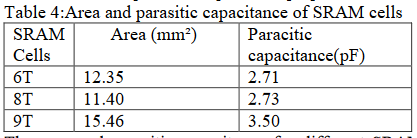 Table 4:Area and parasitic capacitance of SRAM cells
SRAM Cells Area (mm²) Paracitic capacitance(pF)
6T 12.35 2.71
8T 11.40 2.73
9T 15.46 3.50